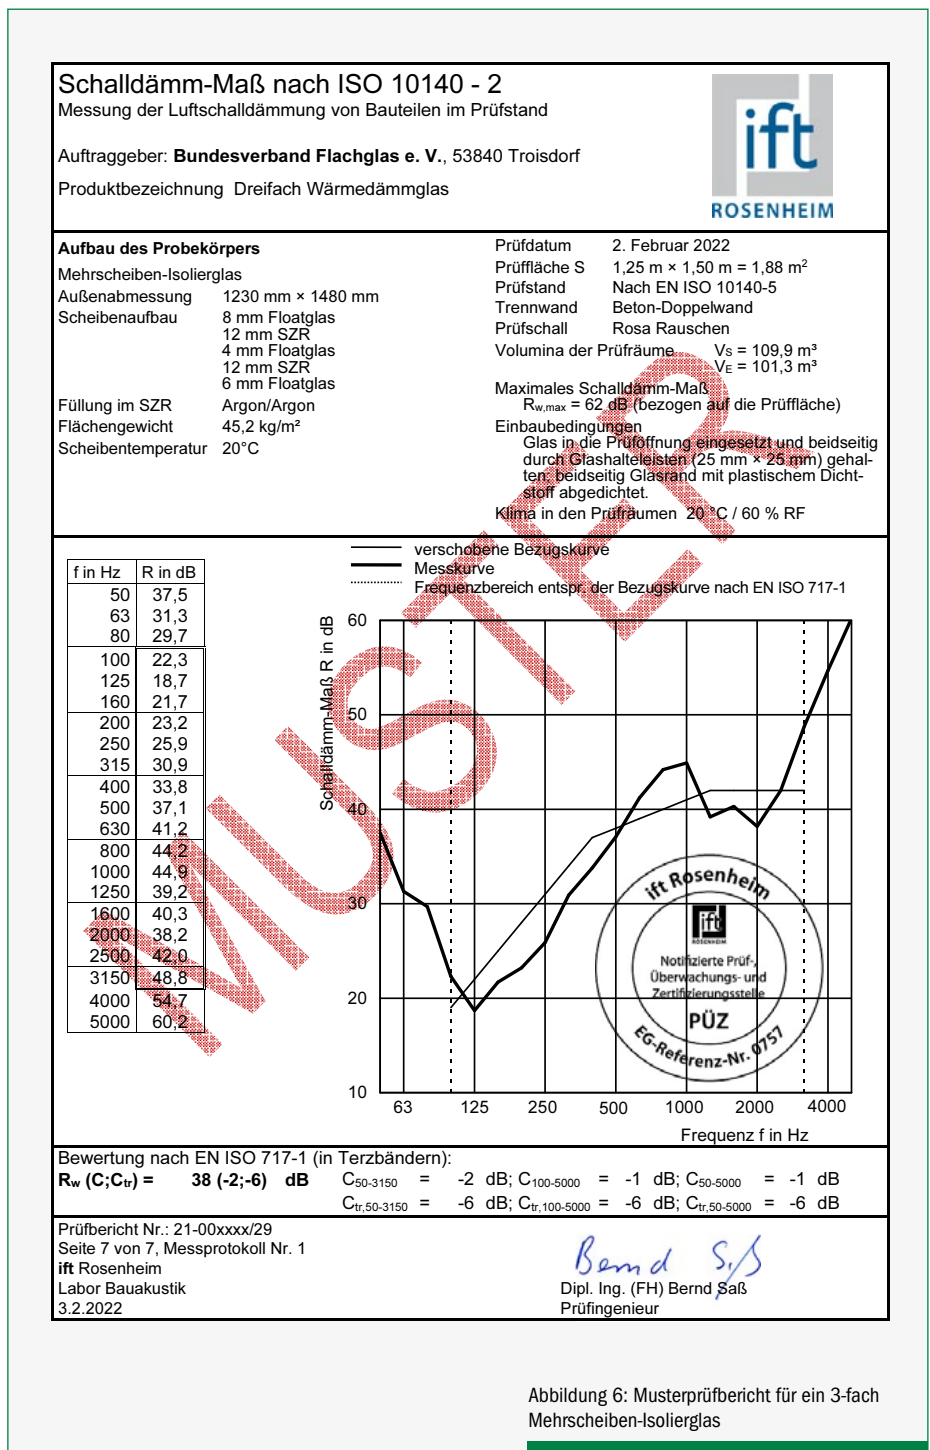 Schalldämm-Maß nach ISO 10140 - 2
Messung der Luftschalldämmung von Bauteilen im Prüfstand
Auftraggeber: Bundesverband Flachglas e. V., 53840 Troisdorf
Produktbezeichnung Dreifach Wärmedämmglas
ift
ROSENHEIM
Aufbau des Probekörpers
Mehrscheiben-Isolierglas
Außenabmessung 1230 mm × 1480 mm
Scheibenaufbau 8 mm Floatglas
12 mm SZR
4 mm Floatglas
12 mm SZR
6 mm Floatglas
Füllung im SZR Argon/Argon
Flächengewicht 45,2 kg/m²
Scheibentemperatur 20°C
Prüfdatum 2. Februar 2022
Prüffläche S 1,25 m × 1,50 m = 1,88 m²
Prüfstand Nach EN ISO 10140-5
Trennwand Beton-Doppelwand
Prüfschall Rosa Rauschen
Volumina der Prüfräume VS = 109,9 m³
VE = 101,3 m³
Maximales Schalldämm-Maß
Rw,max = 62 dB (bezogen auf die Prüffläche)
Einbaubedingungen
Glas in die Prüföffnung eingesetzt und beidseitig
durch Glashalteleisten (25 mm × 25 mm) gehal-
ten, beidseitig Glasrand mit plastischem Dicht-
stoff abgedichtet.
Klima in den Prüfräumen 20 °C / 60 % RF
MUSTER
f in Hz R in dB
50 37,5
63 31,3
80 29,7
100 22,3
125 18,7
160 21,7
200 23,2
250 25,9
315 30,9
400 33,8
500 37,1
630 41,2
800 44,2
1000 44,9
1250 39,2
1600 40,3
2000 38,2
2500 42,0
3150 48,8
4000 54,7
5000 60,2
verschobene Bezugskurve
Messkurve
Frequenzbereich entspr. der Bezugskurve nach EN ISO 717-1
Schalldämm-Maß R in dB
60
50
40
30
20
10
63 125 250 500 1000 2000 4000
Frequenz f in Hz
ift Rosenheim
ift
ROSENHEIM
Notifizierte Prüf-,
Überwachungs- und
Zertifizierungsstelle
PÜZ
EG-Referenz-Nr. 0757
Bewertung nach EN ISO 717-1 (in Terzbändern):
Rw (C;Ctr) = 38 (-2;-6) dB C50-3150 = -2 dB; C100-5000 = -1 dB; C50-5000 = -1 dB
Ctr,50-3150 = -6 dB; Ctr,100-5000 = -6 dB; Ctr,50-5000 = -6 dB
Prüfbericht Nr.: 21-00xxxx/29
Seite 7 von 7, Messprotokoll Nr. 1
ift Rosenheim
Labor Bauakustik
3.2.2022
Bernd Saß
Dipl. Ing. (FH) Bernd Saß
Prüfingenieur
Abbildung 6: Musterprüfbericht für ein 3-fach
Mehrscheiben-Isolierglas